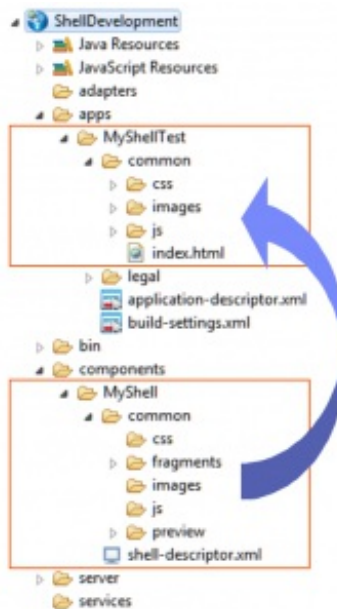 ShellDevelopment
Java Resources
JavaScript Resources
adapters
apps
MyShellTest
common
css
images
js
index.html
legal
application-descriptor.xml
build-settings.xml
bin
components
MyShell
common
css
fragments
images
js
preview
shell-descriptor.xml
server
services